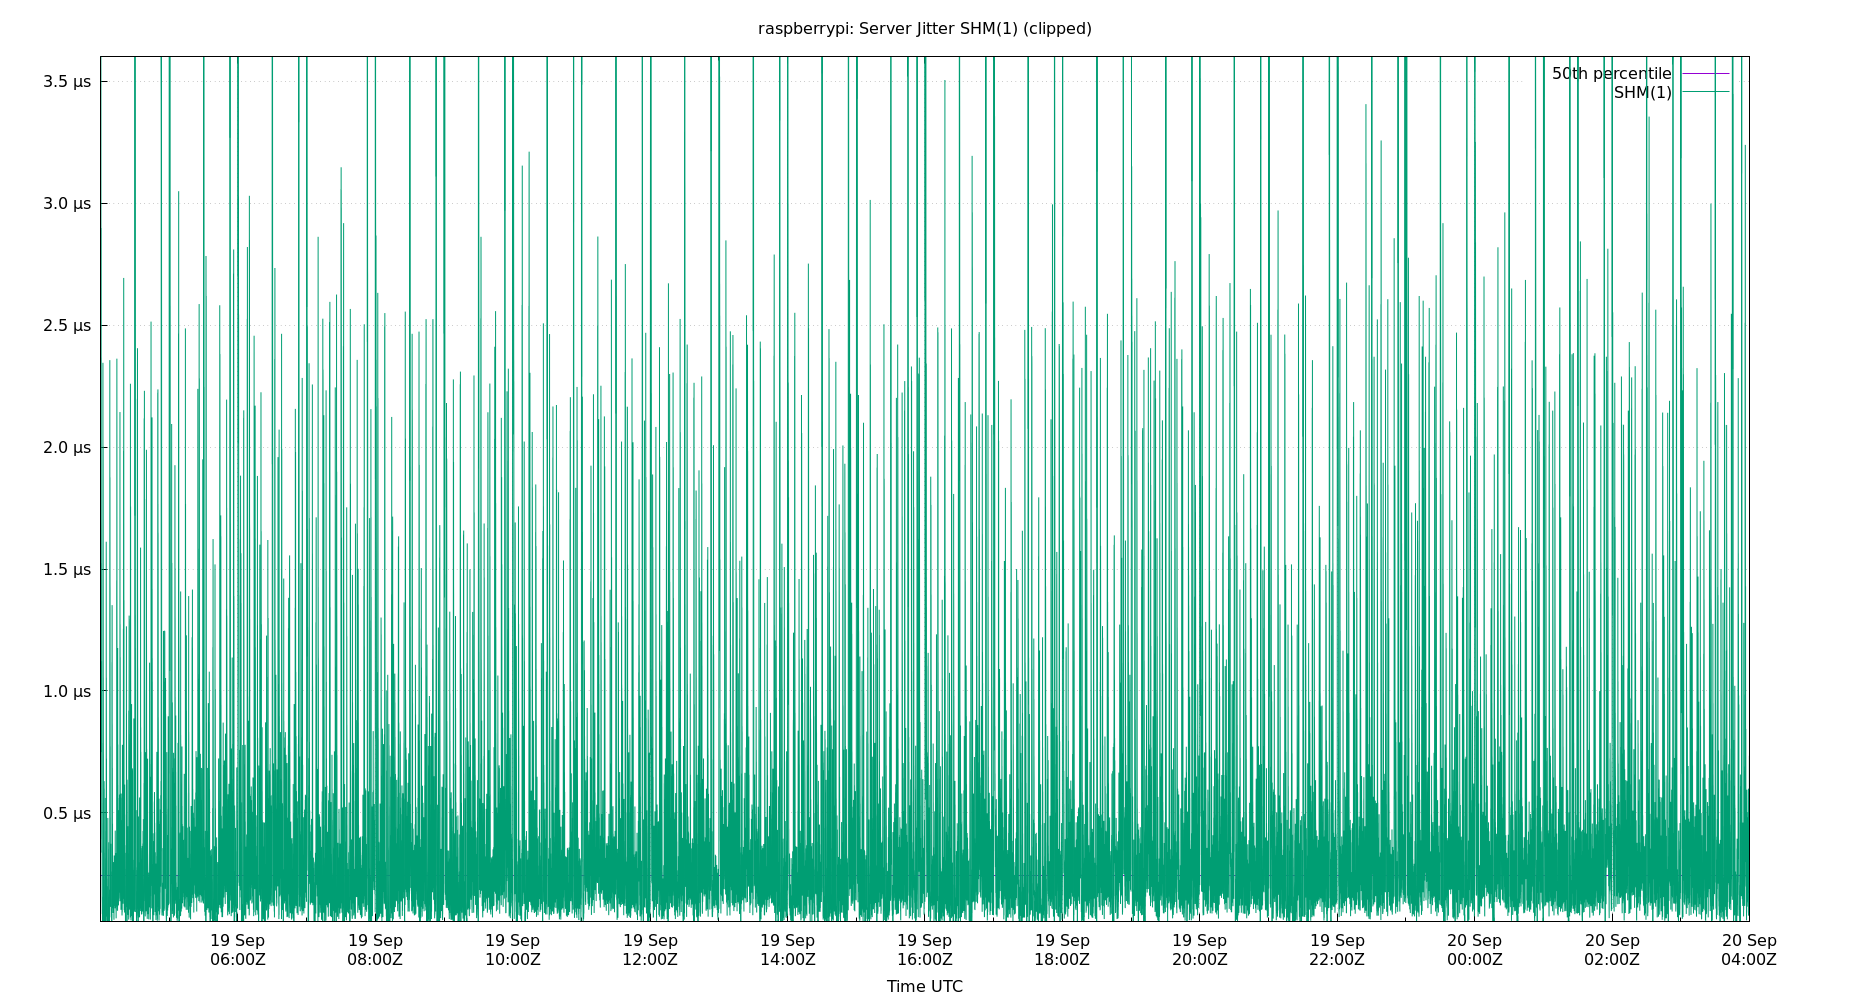 raspberrypi: Server Jitter SHM(1) (clipped)
50th percentile
SHM(1)
3.5 μs
3.0 μs
2.5 μs
2.0 μs
1.5 μs
1.0 μs
0.5 μs
19 Sep 19 Sep 19 Sep 19 Sep 19 Sep 19 Sep 19 Sep 19 Sep 19 Sep 20 Sep 20 Sep 20 Sep
06:00Z 08:00Z 10:00Z 12:00Z 14:00Z 16:00Z 18:00Z 20:00Z 22:00Z 00:00Z 02:00Z 04:00Z
Time UTC